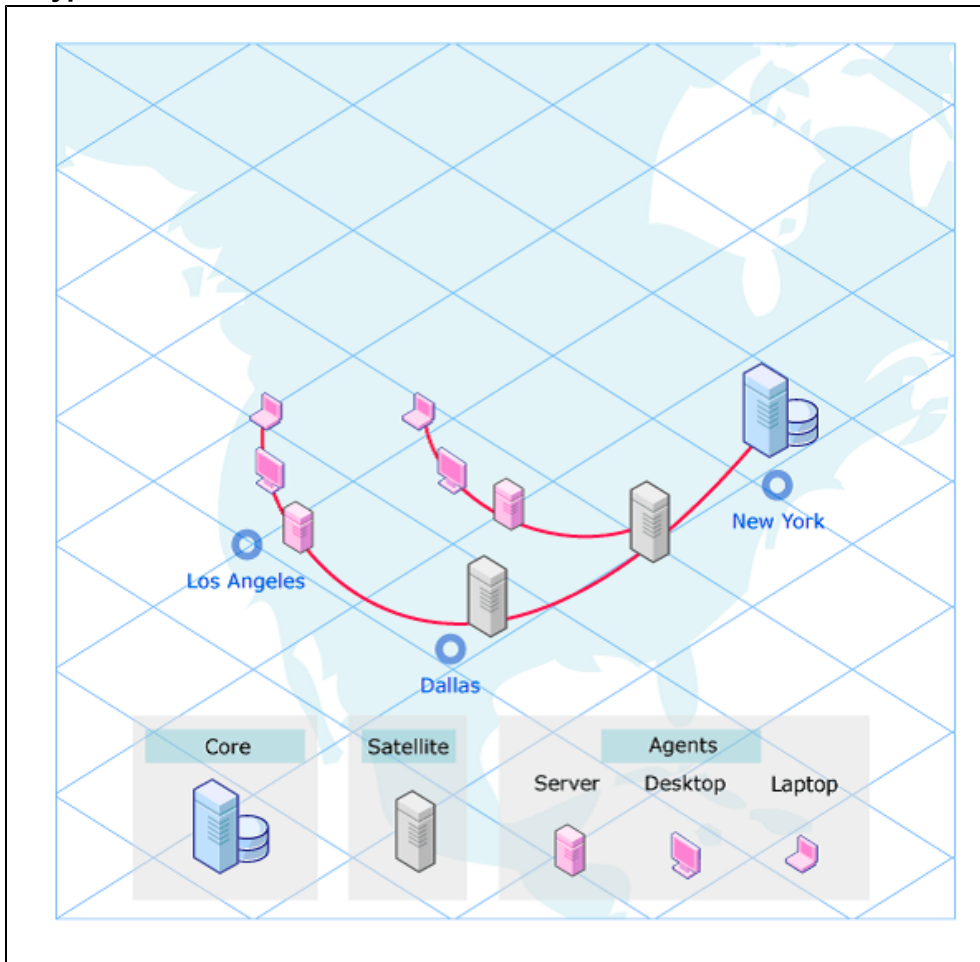 New York
Los Angeles
Dallas
Core
Satellite
Agents
Server Desktop Laptop